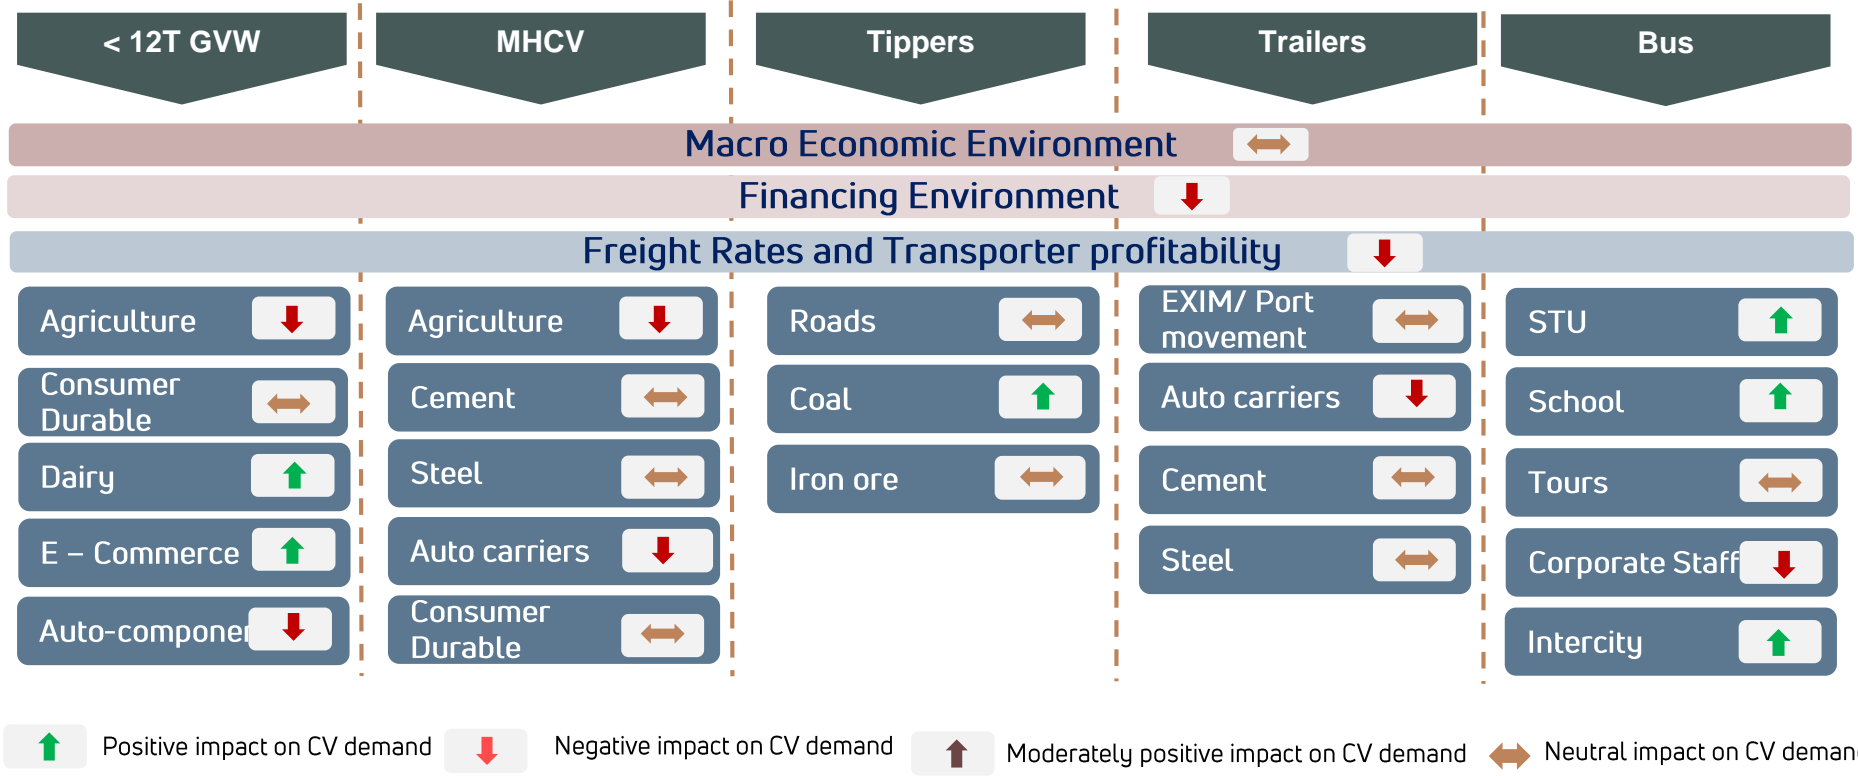 < 12T GVW
MHCV
Tippers
Trailers
Bus
Macro Economic Environment
Financing Environment
Freight Rates and Transporter profitability
Agriculture
Consumer
Durable
Dairy
E – Commerce
Auto-componen
Agriculture
Cement
Steel
Auto carriers
Consumer
Durable
Roads
Coal
Iron ore
EXIM/ Port
movement
Auto carriers
Cement
Steel
STU
School
Tours
Corporate Staff
Intercity
Positive impact on CV demand
Negative impact on CV demand
Moderately positive impact on CV demand
Neutral impact on CV deman